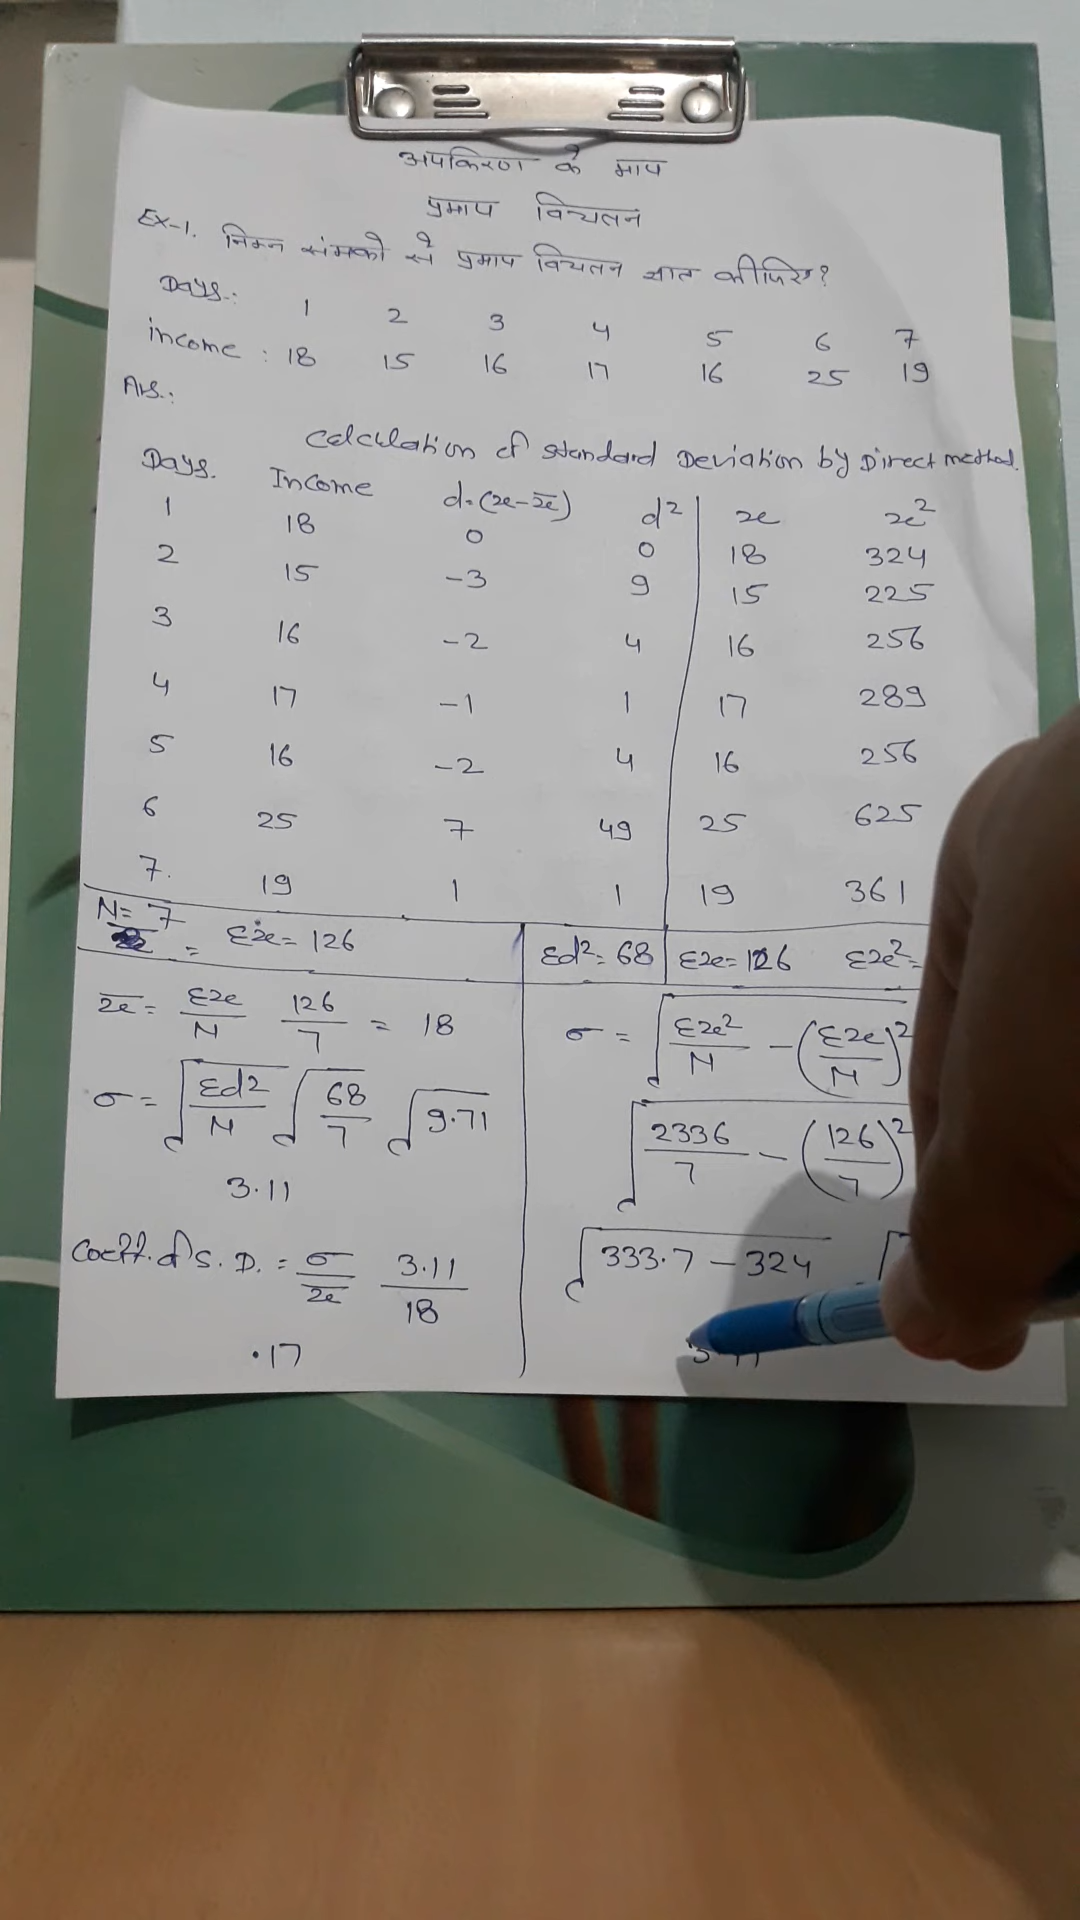 अपकिरण के माप
प्रमाप विचलन
Ex-1. निम्न संमको से प्रमाप विचलन ज्ञात कीजिए?
Days: 1 2 3 4 5 6 7
income: 18 15 16 17 16 25 19
Ans.:
Calculation of Standard Deviation by Direct method.
Days. Income d=(x-x̅) d² x x²
1 18 0 0 18 324
2 15 -3 9 15 225
3 16 -2 4 16 256
4 17 -1 1 17 289
5 16 -2 4 16 256
6 25 7 49 25 625
7. 19 1 1 19 361
N=7 = Σx=126 Σd²=68 Σx=126 Σx²=
x̅ = Σx/N 126/7 = 18
σ = √Σd²/N √68/7 √9.71
3.11
Coeff. of S.D. = σ/x̅ 3.11/18
.17
σ = √Σx²/N - (Σx/N)²
√2336/7 - (126/7)²
√333.7-324 √